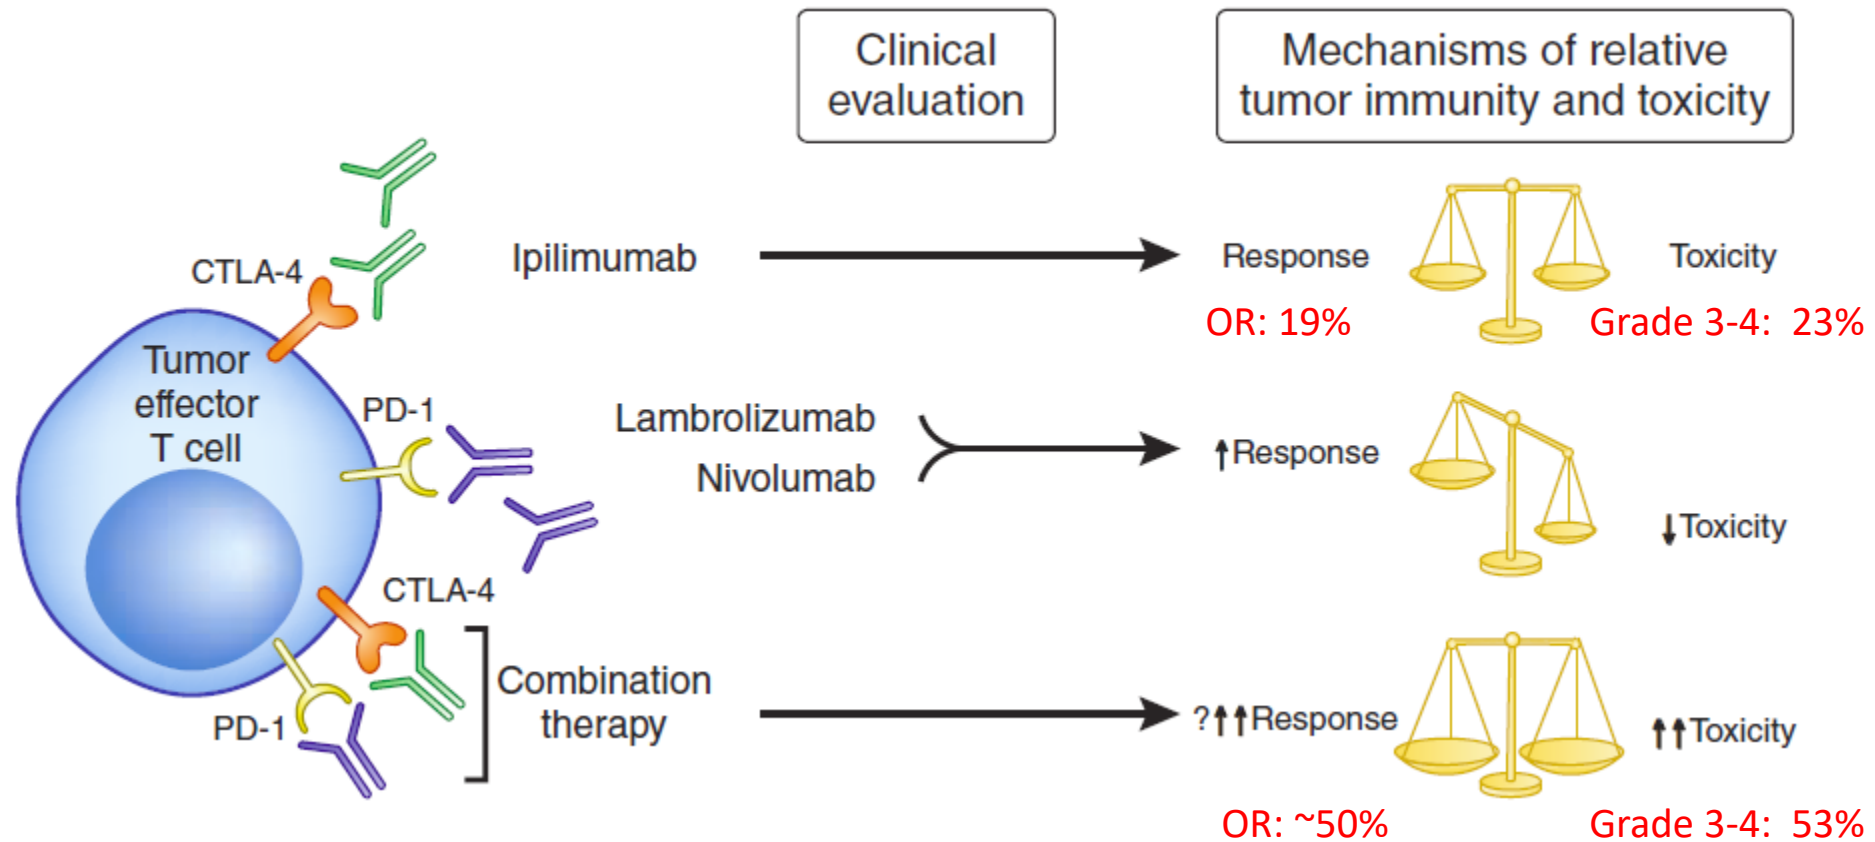 Clinical
evaluation
Mechanisms of relative
tumor immunity and toxicity
CTLA-4
Ipilimumab
Response
Toxicity
OR: 19%
Grade 3-4: 23%
Tumor
effector
T cell
PD-1
Lambrolizumab
Nivolumab
↑Response
↓Toxicity
CTLA-4
PD-1
Combination
therapy
?↑↑Response
↑↑Toxicity
OR: ~50%
Grade 3-4: 53%